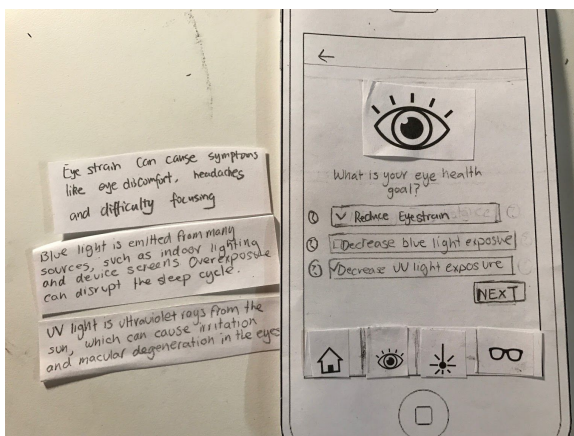 Eye strain can cause symptoms
like eye discomfort, headaches
and difficulty focusing
Blue light is emitted from many
sources, such as indoor lighting
and device screens Overexposure
can disrupt the sleep cycle.
UV light is ultraviolet rays from the
sun, which can cause irritation
and macular degeneration in the eyes
What is your eye health
goal?
Reduce Eyestrain
Decrease blue light exposure
Decrease UV light exposure
NEXT